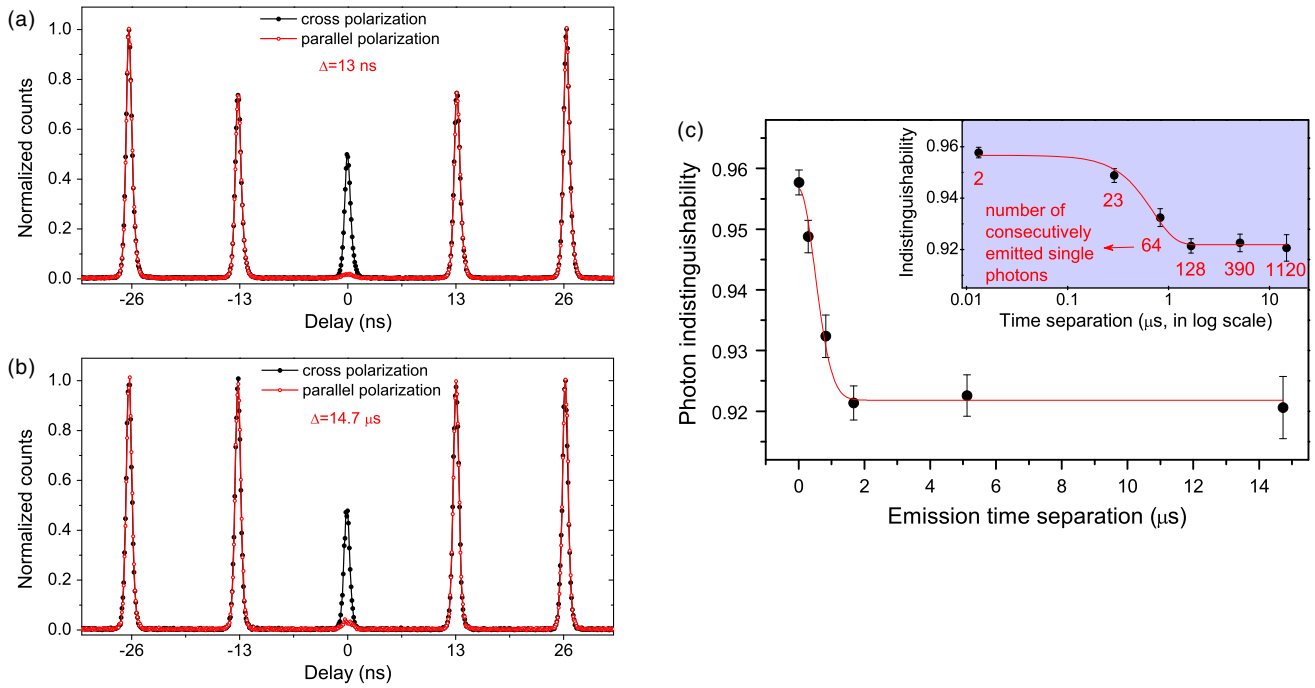 (a)
cross polarization
parallel polarization
Δ=13 ns
Normalized counts
1.0
0.8
0.6
0.4
0.2
0.0
-26
-13
0
13
26
Delay (ns)
(b)
cross polarization
parallel polarization
Δ=14.7 μs
Normalized counts
1.0
0.8
0.6
0.4
0.2
0.0
-26
-13
0
13
26
Delay (ns)
(c)
Photon indistinguishability
0.96
0.95
0.94
0.93
0.92
0
2
4
6
8
10
12
14
Emission time separation (μs)
Indistinguishability
0.96
0.94
0.92
2
23
number of
consecutively
emitted single
photons
64
128
390
1120
0.01
0.1
1
10
Time separation (μs, in log scale)